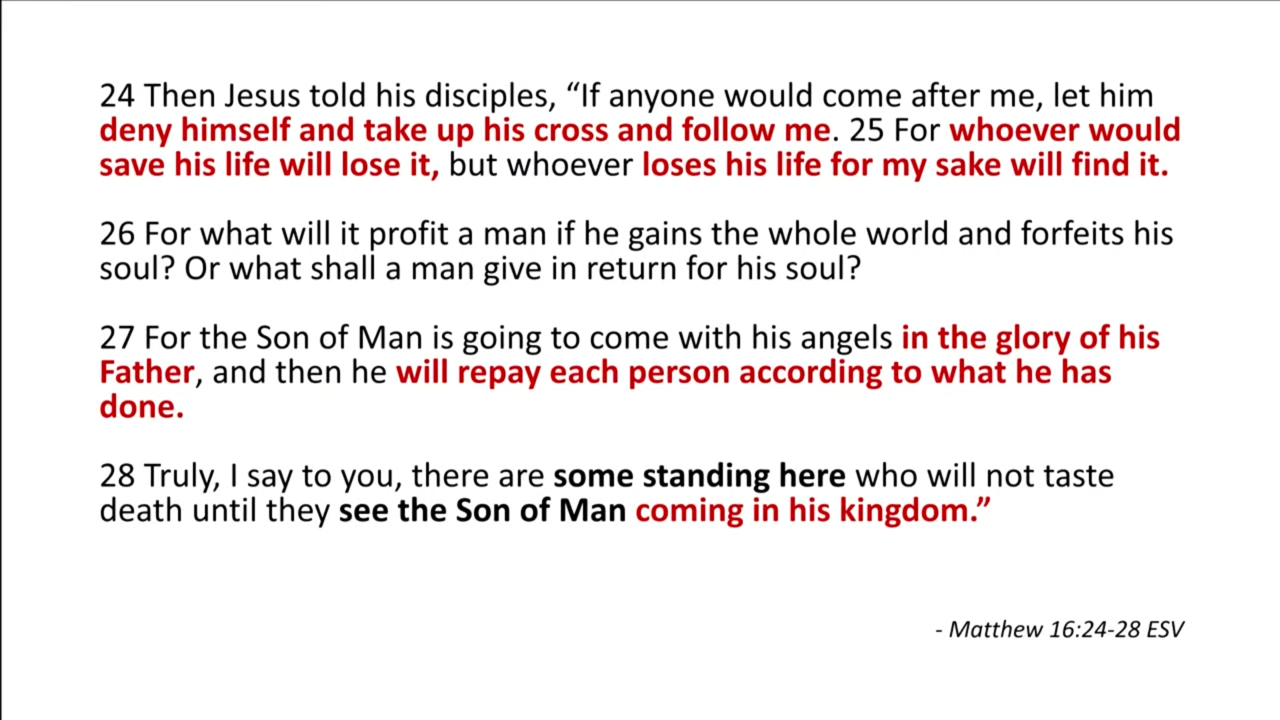 24 Then Jesus told his disciples, “If anyone would come after me, let him
deny himself and take up his cross and follow me. 25 For whoever would
save his life will lose it, but whoever loses his life for my sake will find it.
26 For what will it profit a man if he gains the whole world and forfeits his
soul? Or what shall a man give in return for his soul?
27 For the Son of Man is going to come with his angels in the glory of his
Father, and then he will repay each person according to what he has
done.
28 Truly, I say to you, there are some standing here who will not taste
death until they see the Son of Man coming in his kingdom.”
- Matthew 16:24-28 ESV